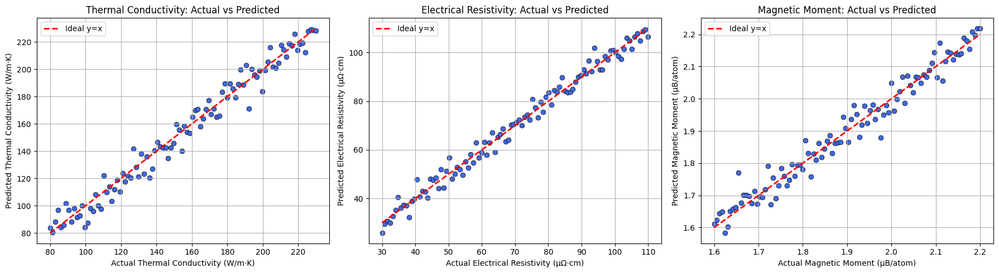 Thermal Conductivity: Actual vs Predicted
Ideal y=x
Predicted Thermal Conductivity (W/m·K)
220
200
180
160
140
120
100
80
80 100 120 140 160 180 200 220
Actual Thermal Conductivity (W/m·K)
Electrical Resistivity: Actual vs Predicted
Ideal y=x
Predicted Electrical Resistivity (μΩ·cm)
100
80
60
40
30 40 50 60 70 80 90 100 110
Actual Electrical Resistivity (μΩ·cm)
Magnetic Moment: Actual vs Predicted
Ideal y=x
Predicted Magnetic Moment (μB/atom)
2.2
2.1
2.0
1.9
1.8
1.7
1.6
1.6 1.7 1.8 1.9 2.0 2.1 2.2
Actual Magnetic Moment (μB/atom)